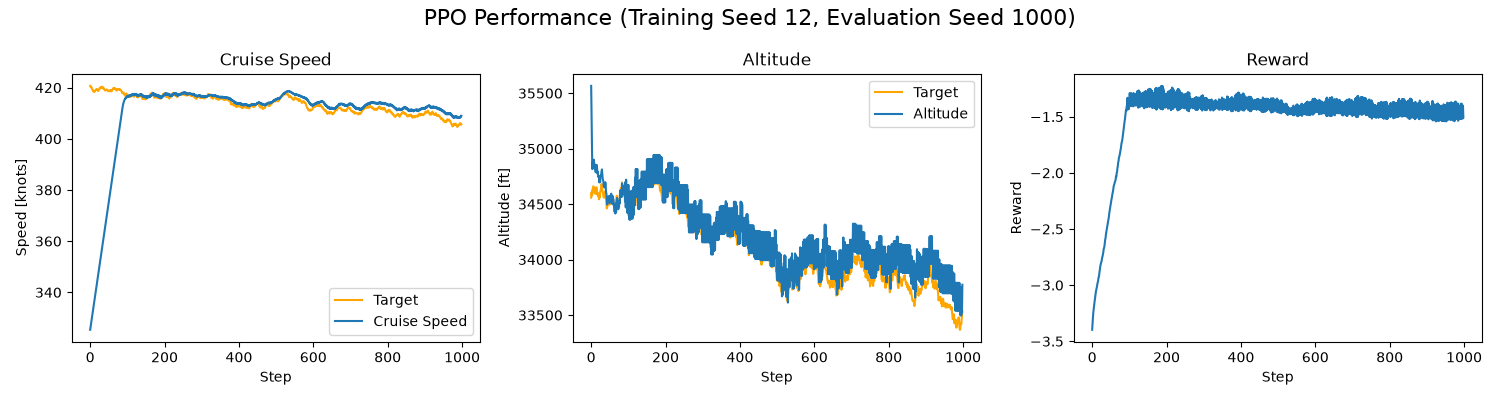 PPO Performance (Training Seed 12, Evaluation Seed 1000)
Cruise Speed
Speed [knots]
420
400
380
360
340
0 200 400 600 800 1000
Step
Target
Cruise Speed
Altitude
Altitude [ft]
35500
35000
34500
34000
33500
0 200 400 600 800 1000
Step
Target
Altitude
Reward
Reward
−1.5
−2.0
−2.5
−3.0
−3.5
0 200 400 600 800 1000
Step